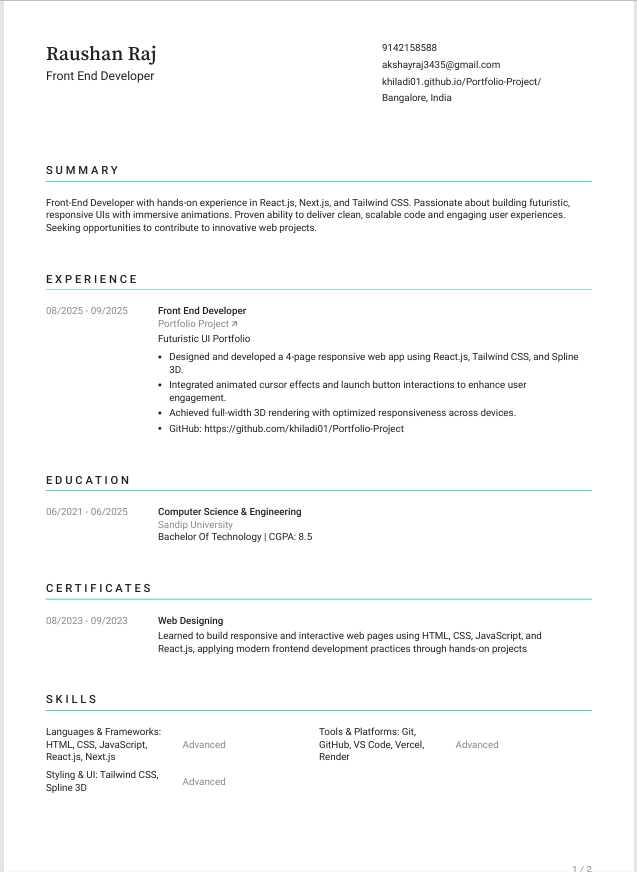 Raushan Raj
Front End Developer
9142158588
akshayraj3435@gmail.com
khiladi01.github.io/Portfolio-Project/
Bangalore, India
SUMMARY
Front-End Developer with hands-on experience in React.js, Next.js, and Tailwind CSS. Passionate about building futuristic,
responsive UIs with immersive animations. Proven ability to deliver clean, scalable code and engaging user experiences.
Seeking opportunities to contribute to innovative web projects.
EXPERIENCE
08/2025 - 09/2025
Front End Developer
Portfolio Project ↗
Futuristic UI Portfolio
• Designed and developed a 4-page responsive web app using React.js, Tailwind CSS, and Spline
3D.
• Integrated animated cursor effects and launch button interactions to enhance user
engagement.
• Achieved full-width 3D rendering with optimized responsiveness across devices.
• GitHub: https://github.com/khiladi01/Portfolio-Project
EDUCATION
06/2021 - 06/2025
Computer Science & Engineering
Sandip University
Bachelor Of Technology | CGPA: 8.5
CERTIFICATES
08/2023 - 09/2023
Web Designing
Learned to build responsive and interactive web pages using HTML, CSS, JavaScript, and
React.js, applying modern frontend development practices through hands-on projects
SKILLS
Languages & Frameworks:
HTML, CSS, JavaScript,
React.js, Next.js
Advanced
Tools & Platforms: Git,
GitHub, VS Code, Vercel,
Render
Advanced
Styling & UI: Tailwind CSS,
Spline 3D
Advanced
1 / 2